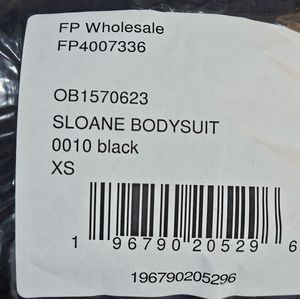 FP Wholesale
FP4007336
OB1570623
SLOANE BODYSUIT
0010 black
XS
1 96790 20529 6
196790205296